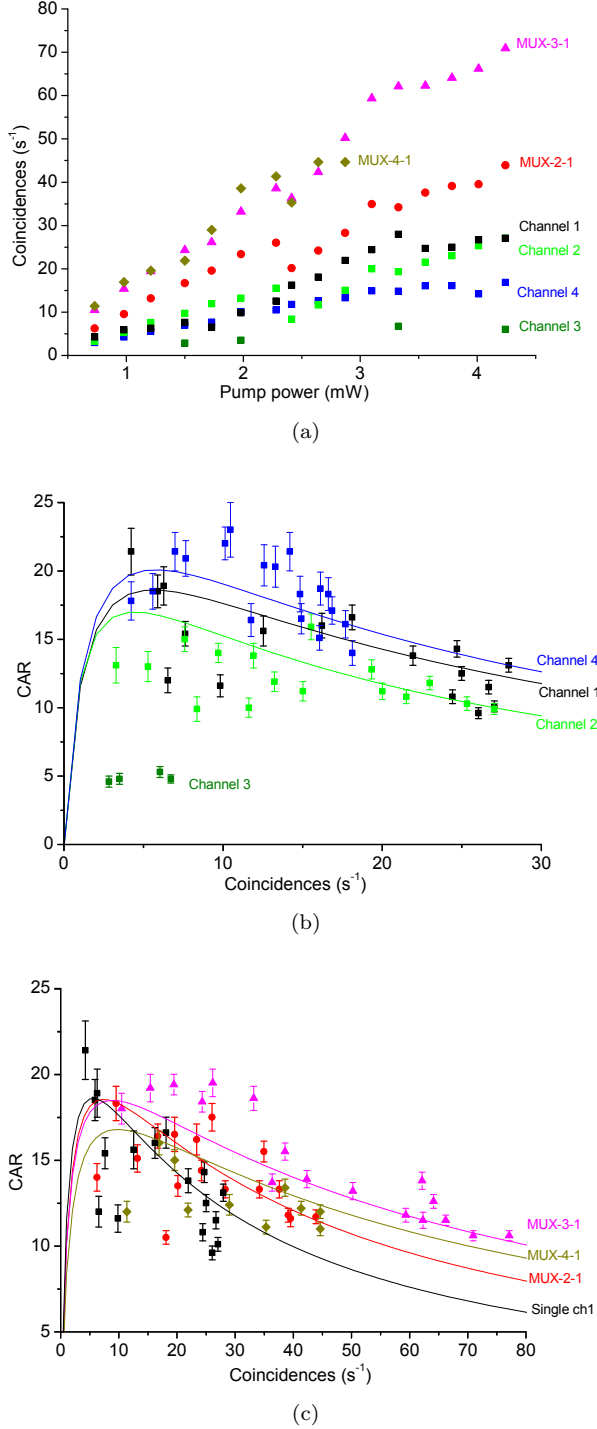 80
70
60
50
40
30
20
10
0
Coincidences (s⁻¹)
MUX-3-1
MUX-4-1
MUX-2-1
Channel 1
Channel 2
Channel 4
Channel 3
1 2 3 4
Pump power (mW)
(a)
25
20
15
10
5
0
CAR
Channel 4
Channel 1
Channel 2
Channel 3
0 10 20 30
Coincidences (s⁻¹)
(b)
25
20
15
10
5
CAR
MUX-3-1
MUX-4-1
MUX-2-1
Single ch1
0 10 20 30 40 50 60 70 80
Coincidences (s⁻¹)
(c)